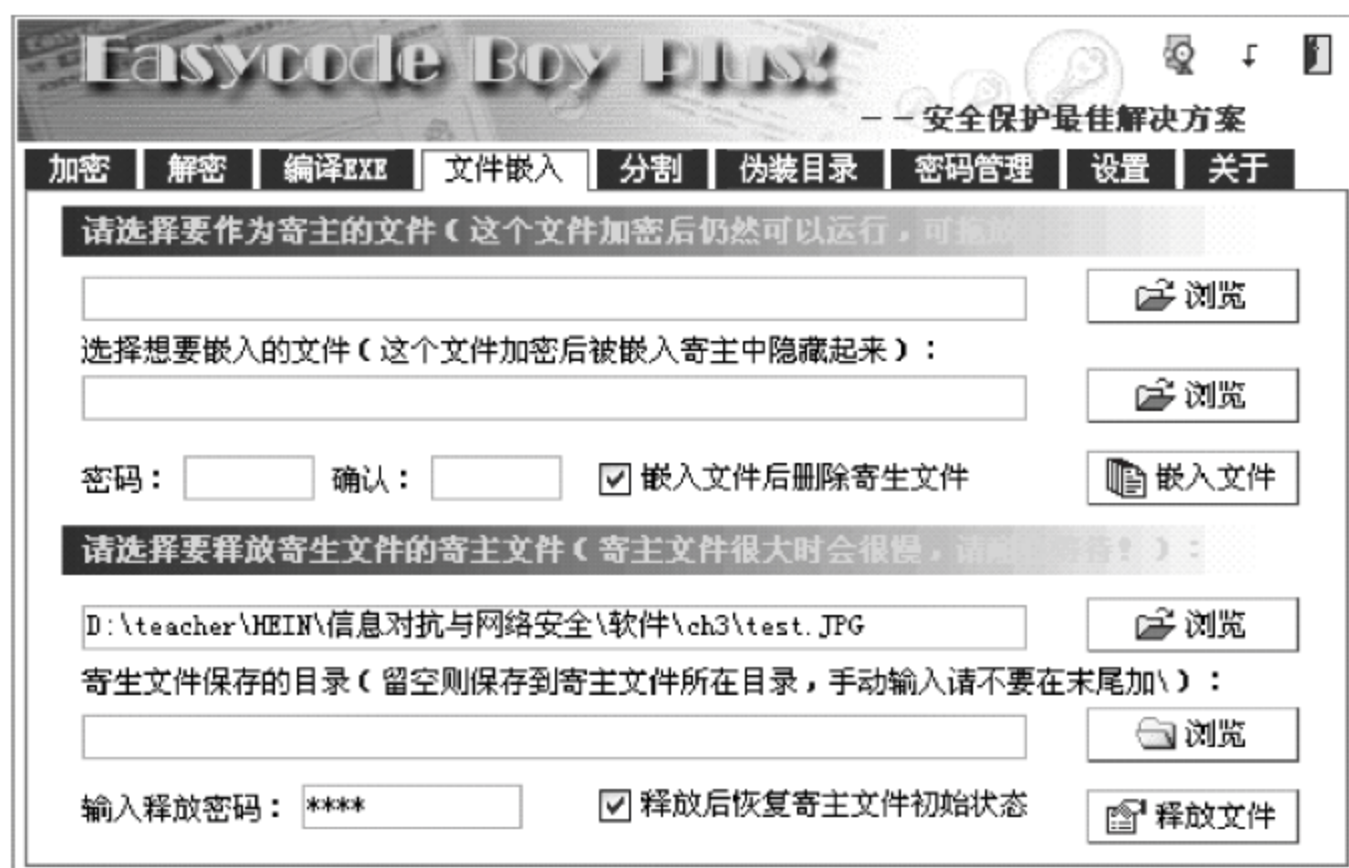 Easycode Boy Plus!
－－安全保护最佳解决方案
加密 解密 编译EXE 文件嵌入 分割 伪装目录 密码管理 设置 关于
请选择要作为寄主的文件（这个文件加密后仍然可以运行，可拖放
浏览
选择想要嵌入的文件（这个文件加密后被嵌入寄主中隐藏起来）：
浏览
密码： 确认： 嵌入文件后删除寄生文件 嵌入文件
请选择要释放寄生文件的寄主文件（寄主文件很大时会很慢，请耐心等待！）：
D:\teacher\HEIN\信息对抗与网络安全\软件\ch3\test.JPG 浏览
寄生文件保存的目录（留空则保存到寄主文件所在目录，手动输入请不要在末尾加\）：
浏览
输入释放密码： **** 释放后恢复寄主文件初始状态 释放文件